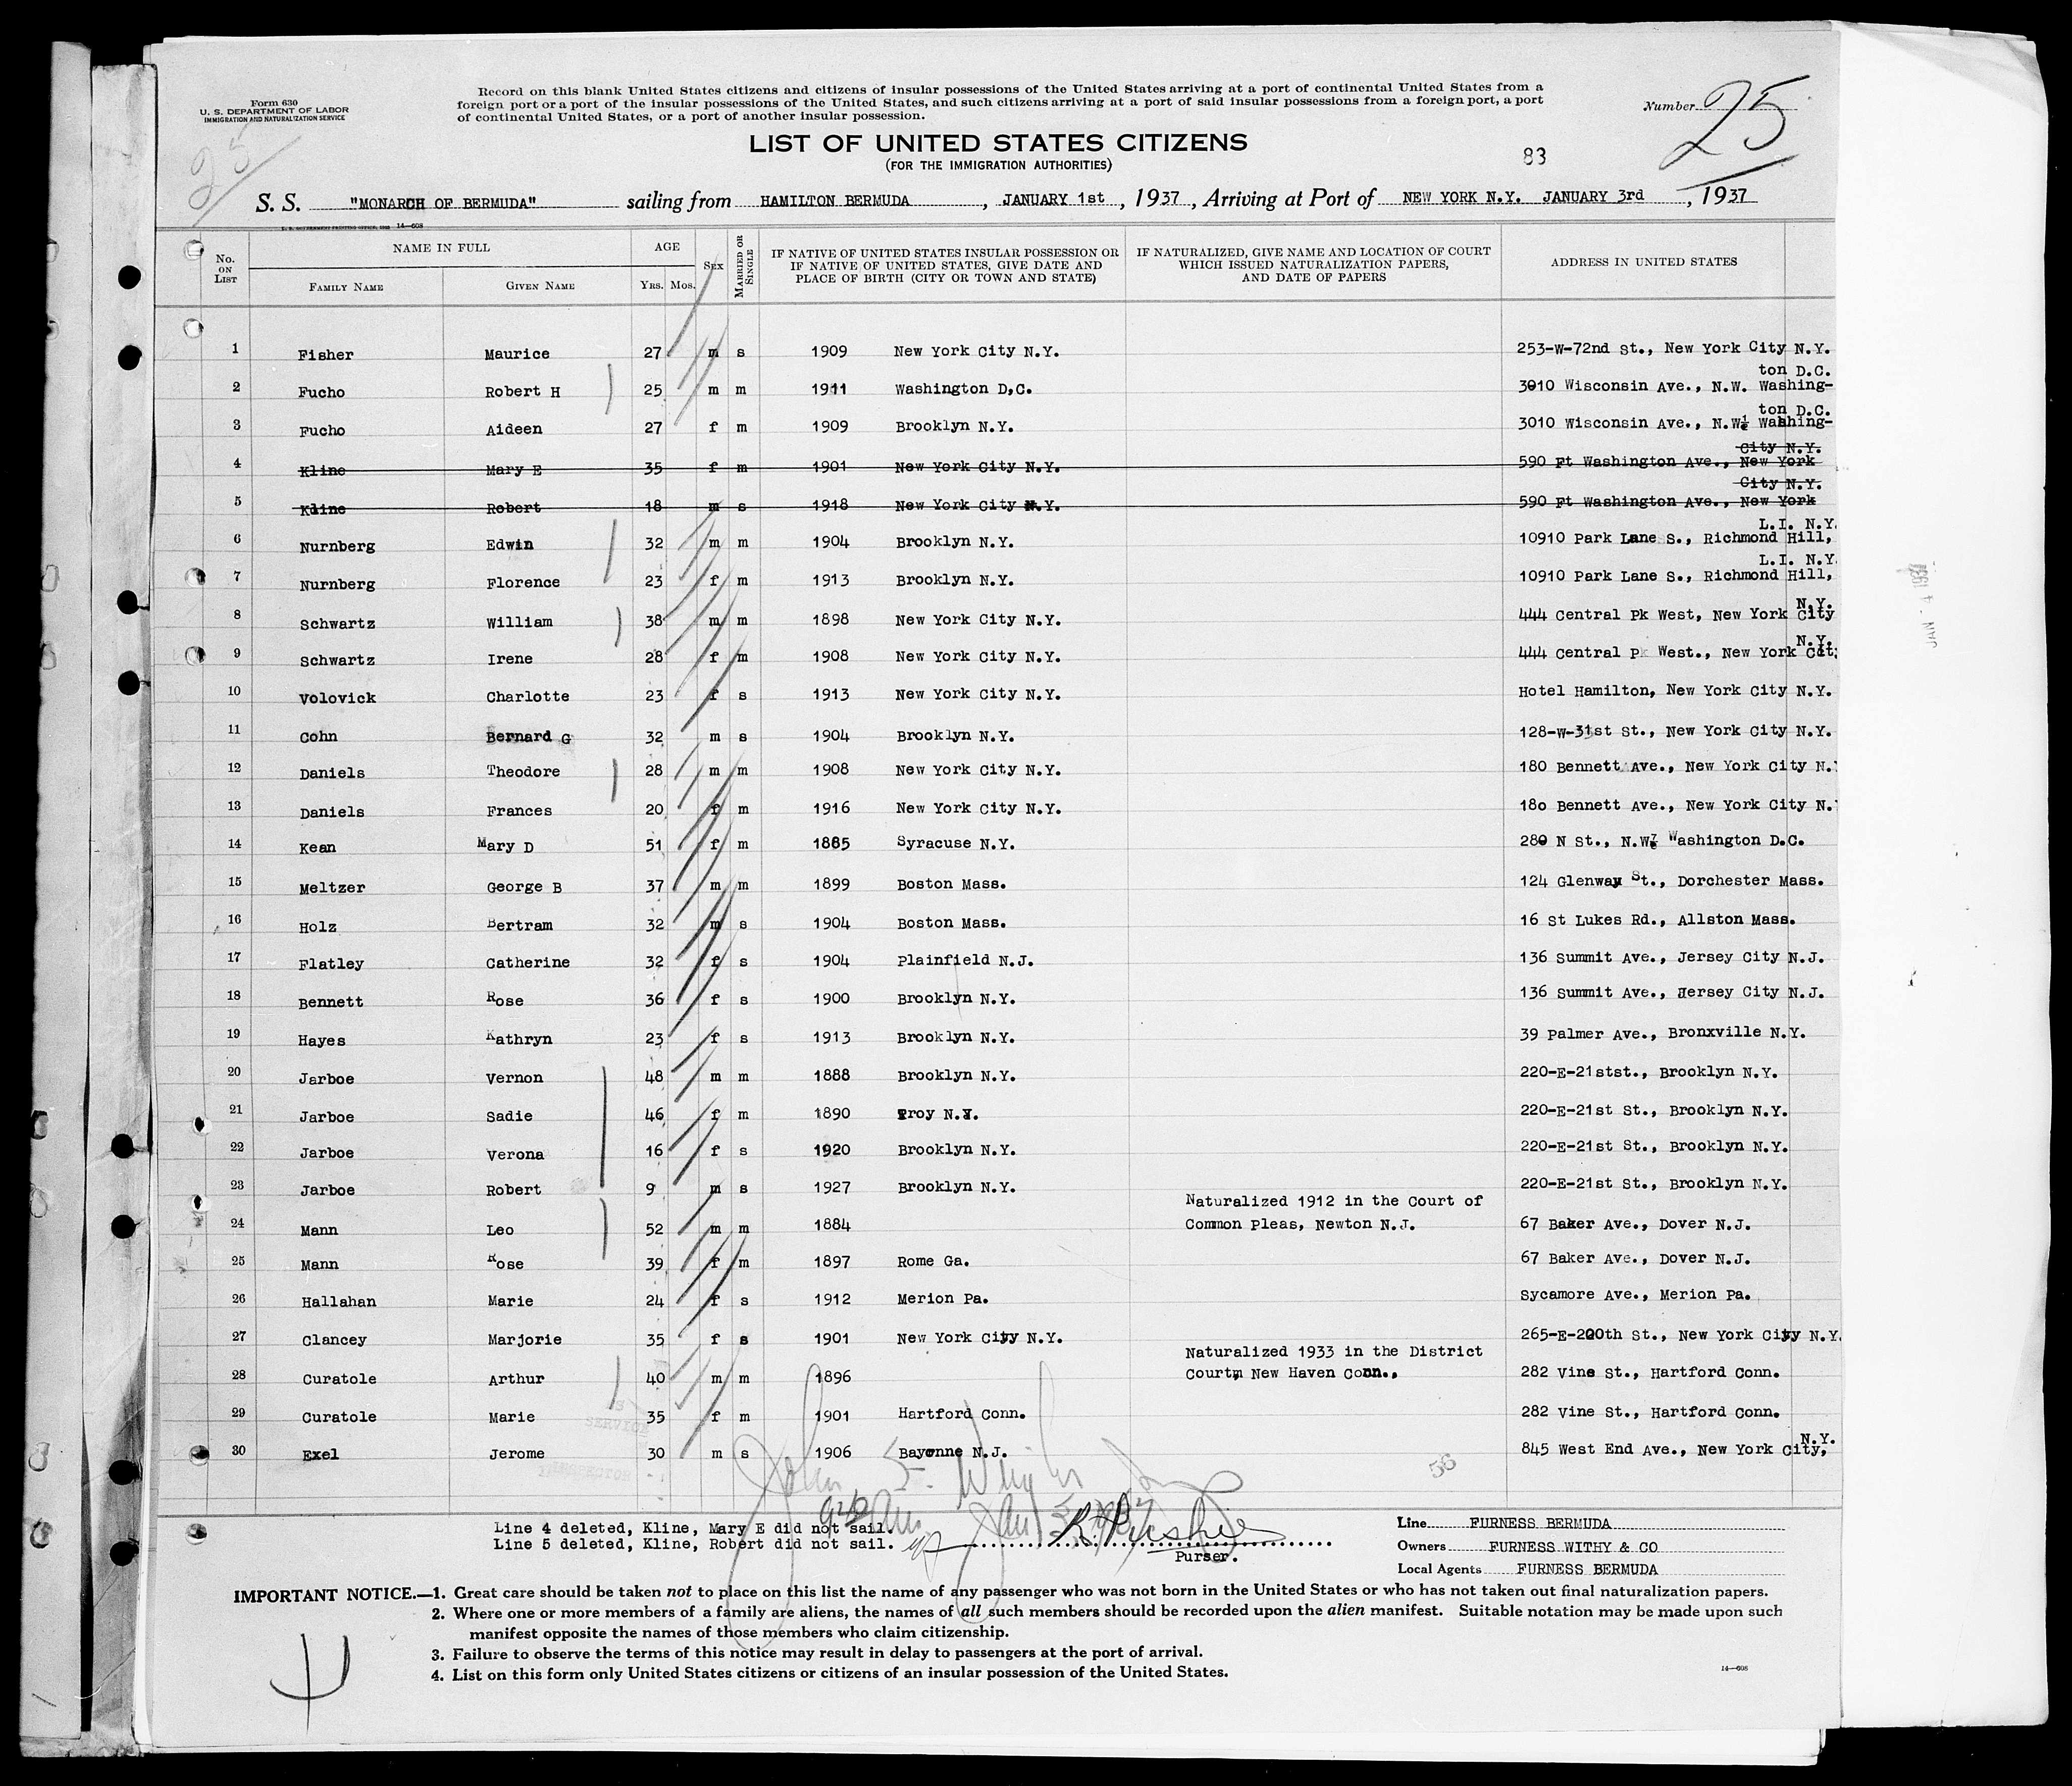 Form 630
U. S. DEPARTMENT OF LABOR
IMMIGRATION AND NATURALIZATION SERVICE
Record on this blank United States citizens and citizens of insular possessions of the United States arriving at a port of continental United States from a
foreign port or a port of the insular possessions of the United States, and such citizens arriving at a port of said insular possessions from a foreign port, a port
of continental United States, or a port of another insular possession.
Number 25
25
LIST OF UNITED STATES CITIZENS
(FOR THE IMMIGRATION AUTHORITIES)
83
S. S. "MONARCH OF BERMUDA" sailing from HAMILTON BERMUDA, JANUARY 1st, 1937, Arriving at Port of NEW YORK N.Y. JANUARY 3rd, 1937
14—608
No. ON LIST NAME IN FULL FAMILY NAME GIVEN NAME AGE YRS. MOS. SEX MARRIED OR SINGLE IF NATIVE OF UNITED STATES INSULAR POSSESSION OR IF NATIVE OF UNITED STATES, GIVE DATE AND PLACE OF BIRTH (CITY OR TOWN AND STATE) IF NATURALIZED, GIVE NAME AND LOCATION OF COURT WHICH ISSUED NATURALIZATION PAPERS, AND DATE OF PAPERS ADDRESS IN UNITED STATES
1 Fisher Maurice 27 m s 1909 New York City N.Y. 253-W-72nd St., New York City N.Y.
ton D.C.
2 Fucho Robert H 25 m m 1911 Washington D,C. 3010 Wisconsin Ave., N.W. Washing-
ton D.C.
3 Fucho Aideen 27 f m 1909 Brooklyn N.Y. 3010 Wisconsin Ave., N.W. Washing-
City N.Y.
4 Kline Mary E 35 f m 1901 New York City N.Y. 590 Ft Washington Ave., New York
City N.Y.
5 Kline Robert 18 m s 1918 New York City N.Y. 590 Ft Washington Ave., New York
L.I. N.Y.
6 Nurnberg Edwin 32 m m 1904 Brooklyn N.Y. 10910 Park Lane S., Richmond Hill,
L.I. N.Y.
7 Nurnberg Florence 23 f m 1913 Brooklyn N.Y. 10910 Park Lane S., Richmond Hill,
N.Y.
8 Schwartz William 38 m m 1898 New York City N.Y. 444 Central Pk West, New York City
N.Y.
9 Schwartz Irene 28 f m 1908 New York City N.Y. 444 Central Pk West., New York Cit
10 Volovick Charlotte 23 f s 1913 New York City N.Y. Hotel Hamilton, New York City N.Y.
11 Cohn Bernard G 32 m s 1904 Brooklyn N.Y. 128-W-31st St., New York City N.Y.
12 Daniels Theodore 28 m m 1908 New York City N.Y. 180 Bennett Ave., New York City N.
13 Daniels Frances 20 f m 1916 New York City N.Y. 18o Bennett Ave., New York City N.
14 Kean Mary D 51 f m 1885 Syracuse N.Y. 280 N St., N.W. Washington D.C.
15 Meltzer George B 37 m m 1899 Boston Mass. 124 Glenway St., Dorchester Mass.
16 Holz Bertram 32 m s 1904 Boston Mass. 16 St Lukes Rd., Allston Mass.
17 Flatley Catherine 32 f s 1904 Plainfield N.J. 136 Summit Ave., Jersey City N.J.
18 Bennett Rose 36 f s 1900 Brooklyn N.Y. 136 Summit Ave., Jersey City N.J.
19 Hayes Kathryn 23 f s 1913 Brooklyn N.Y. 39 Palmer Ave., Bronxville N.Y.
20 Jarboe Vernon 48 m m 1888 Brooklyn N.Y. 220-E-21stst., Brooklyn N.Y.
21 Jarboe Sadie 46 f m 1890 Troy N.Y. 220-E-21st St., Brooklyn N.Y.
22 Jarboe Verona 16 f s 1920 Brooklyn N.Y. 220-E-21st St., Brooklyn N.Y.
23 Jarboe Robert 9 m s 1927 Brooklyn N.Y. 220-E-21st St., Brooklyn N.Y.
Naturalized 1912 in the Court of
24 Mann Leo 52 m m 1884 Common Pleas, Newton N.J. 67 Baker Ave., Dover N.J.
25 Mann Rose 39 f m 1897 Rome Ga. 67 Baker Ave., Dover N.J.
26 Hallahan Marie 24 f s 1912 Merion Pa. Sycamore Ave., Merion Pa.
27 Clancey Marjorie 35 f s 1901 New York City N.Y. 265-E-200th St., New York City N.Y.
Naturalized 1933 in the District
28 Curatole Arthur 40 m m 1896 Court, New Haven Conn., 282 Vine St., Hartford Conn.
29 Curatole Marie 35 f m 1901 Hartford Conn. 282 Vine St., Hartford Conn.
N.Y.
30 Exel Jerome 30 m s 1906 Bayonne N.J. 845 West End Ave., New York City,
SERVICE
INSPECTOR
56
Line 4 deleted, Kline, Mary E did not sail.
Line 5 deleted, Kline, Robert did not sail.
Purser.
Line FURNESS BERMUDA
Owners FURNESS WITHY & CO
Local Agents FURNESS BERMUDA
IMPORTANT NOTICE.—1. Great care should be taken not to place on this list the name of any passenger who was not born in the United States or who has not taken out final naturalization papers.
2. Where one or more members of a family are aliens, the names of all such members should be recorded upon the alien manifest. Suitable notation may be made upon such
manifest opposite the names of those members who claim citizenship.
3. Failure to observe the terms of this notice may result in delay to passengers at the port of arrival.
4. List on this form only United States citizens or citizens of an insular possession of the United States.
14—608
JAN 4 1937